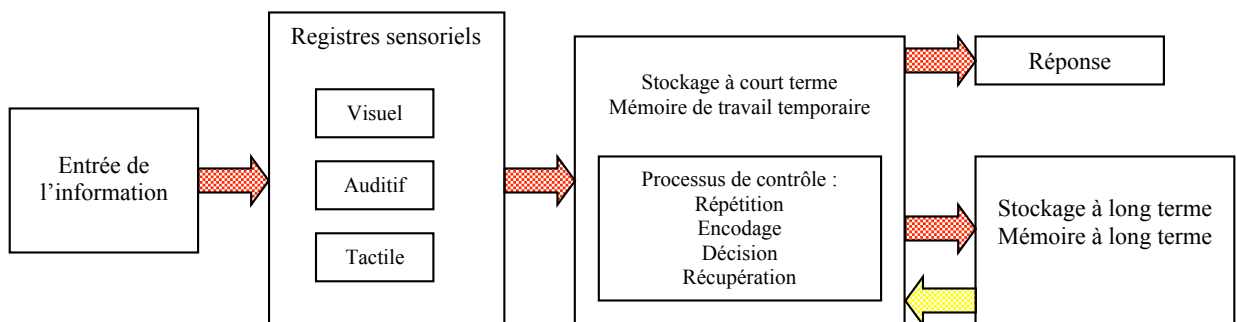 Entrée de
l’information
Registres sensoriels
Visuel
Auditif
Tactile
Stockage à court terme
Mémoire de travail temporaire
Processus de contrôle :
Répétition
Encodage
Décision
Récupération
Réponse
Stockage à long terme
Mémoire à long terme